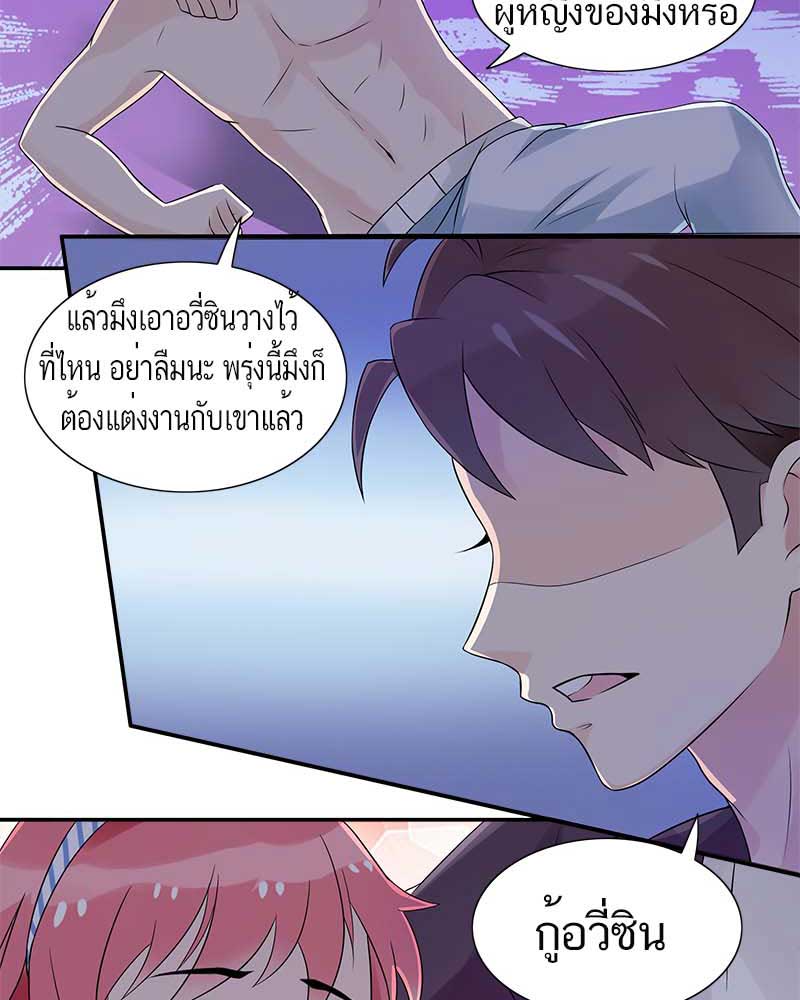 ผู้หญิงของมึงหรอ
แล้วมึงเอาอวี่ซินวางไว้
ที่ไหน อย่าลืมนะ พรุ่งนี้มึงก็
ต้องแต่งงานกับเขาแล้ว
กู้อวี่ซิน